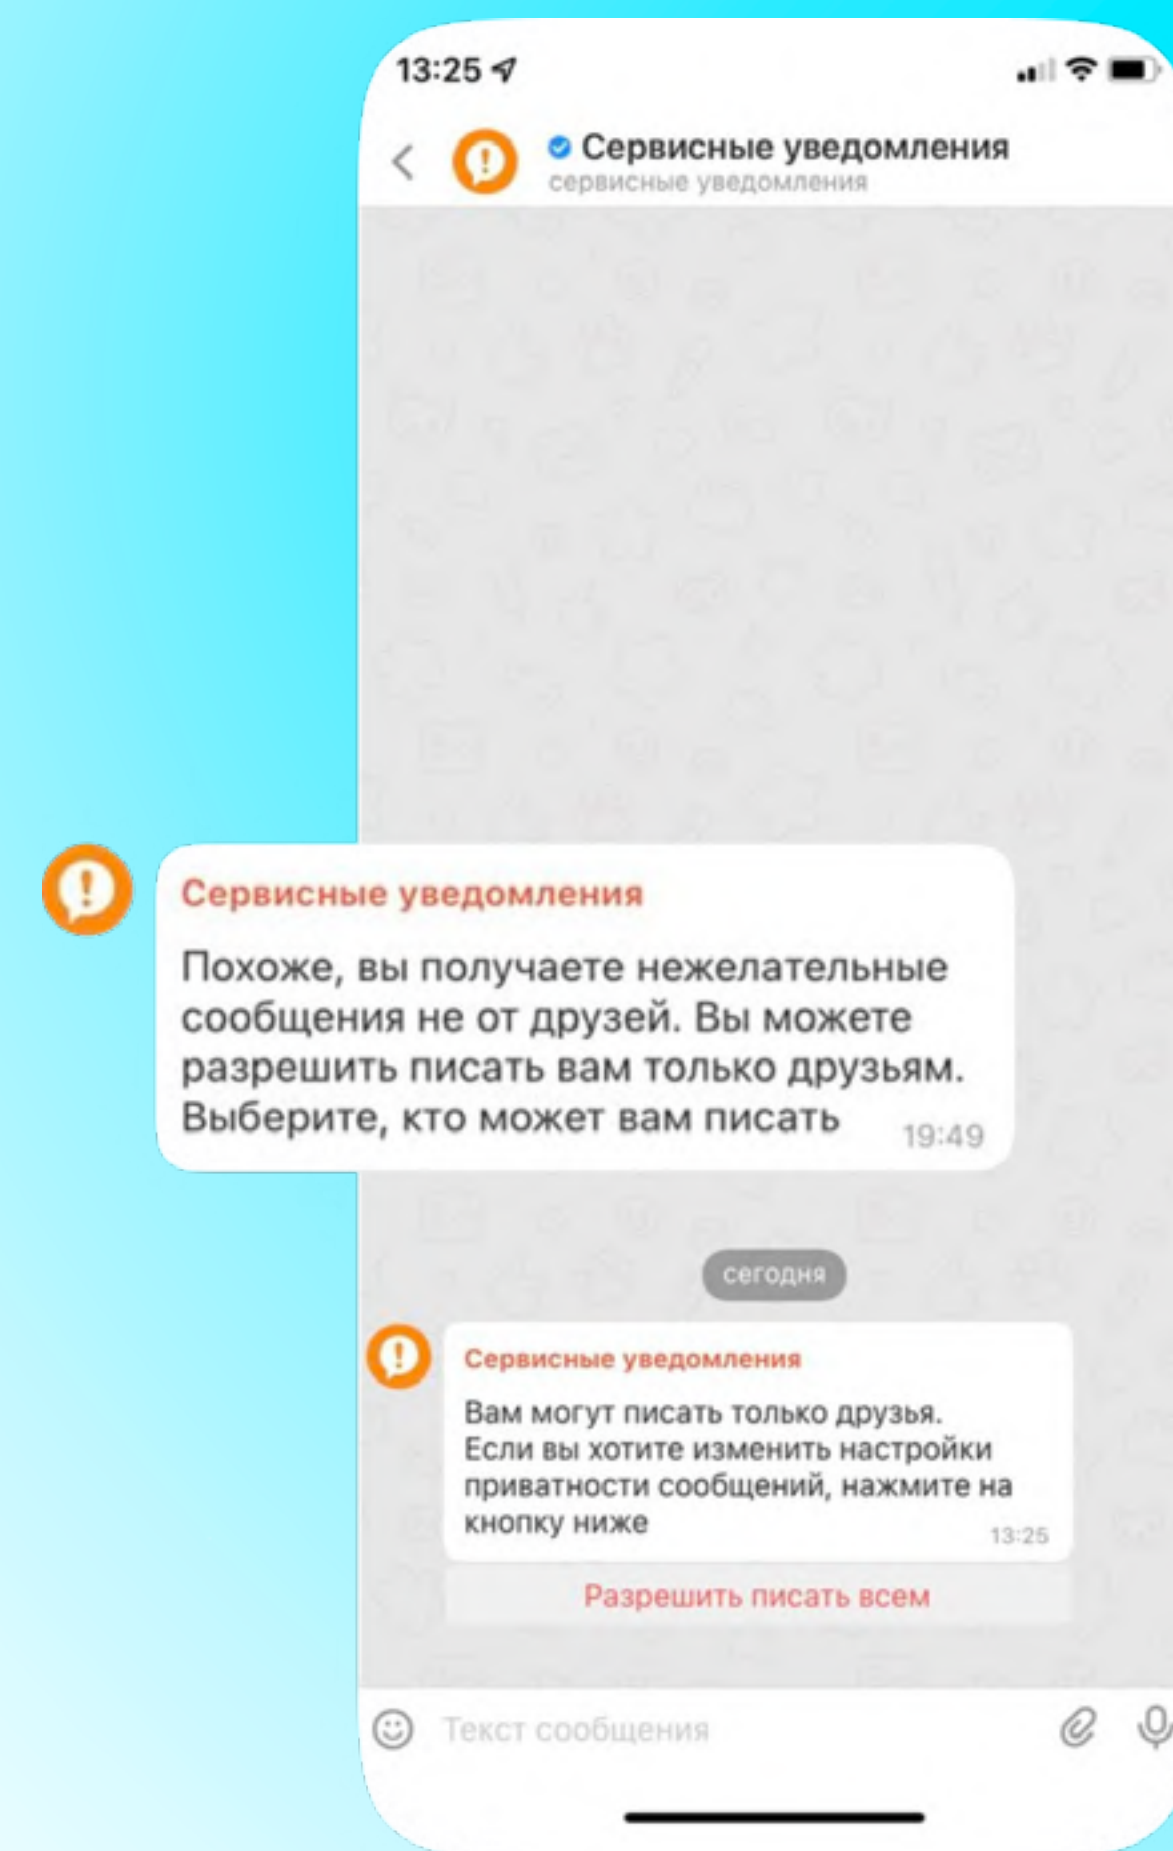 13:25
Сервисные уведомления
сервисные уведомления
Сервисные уведомления
Похоже, вы получаете нежелательные
сообщения не от друзей. Вы можете
разрешить писать вам только друзьям.
Выберите, кто может вам писать
19:49
сегодня
Сервисные уведомления
Вам могут писать только друзья.
Если вы хотите изменить настройки
приватности сообщений, нажмите на
кнопку ниже
13:25
Разрешить писать всем
Текст сообщения